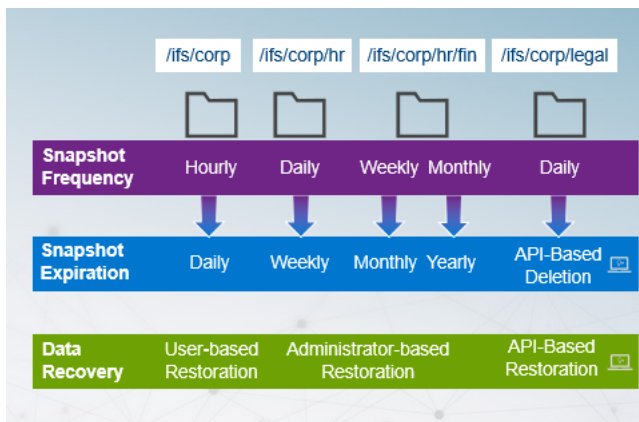 /ifs/corp /ifs/corp/hr /ifs/corp/hr/fin /ifs/corp/legal
Snapshot
Frequency
Hourly Daily Weekly Monthly Daily
Snapshot
Expiration
Daily Weekly Monthly Yearly
API-Based
Deletion
Data
Recovery
User-based
Restoration
Administrator-based
Restoration
API-Based
Restoration